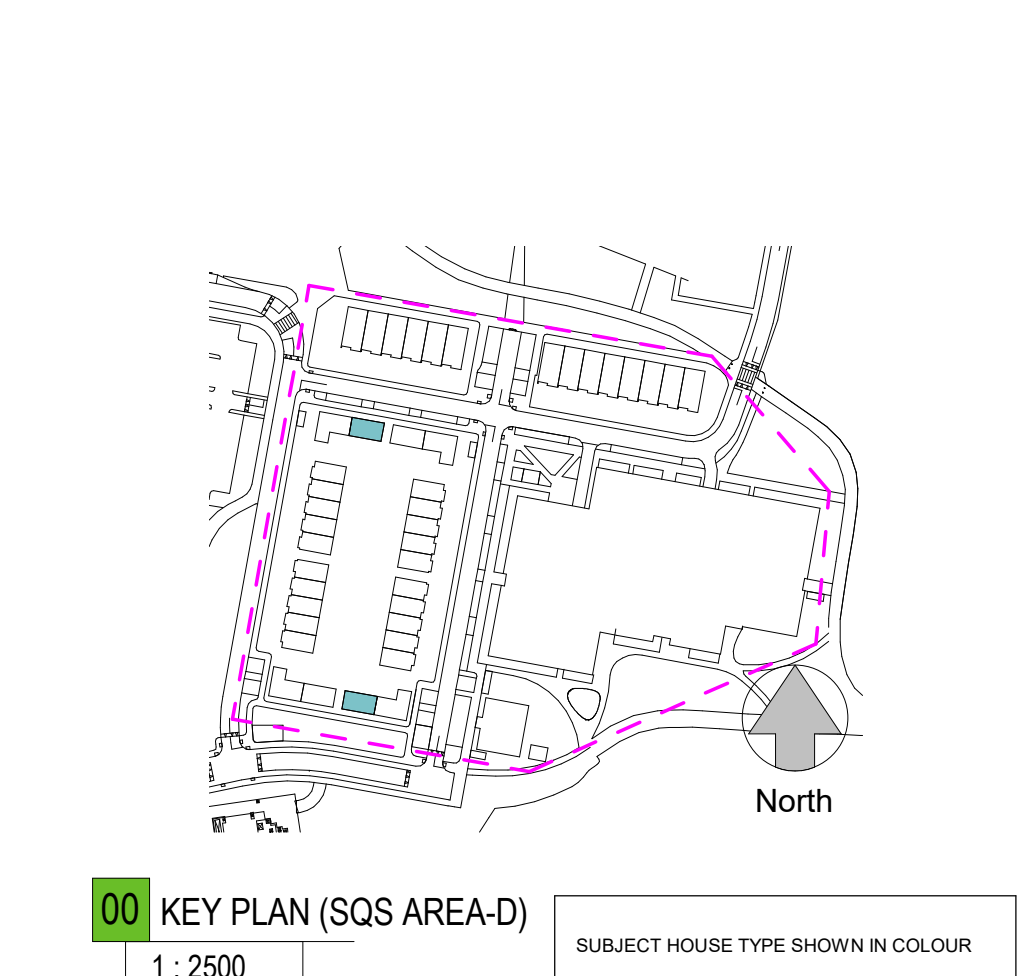 North
00 KEY PLAN (SQS AREA-D)
1 : 2500
SUBJECT HOUSE TYPE SHOWN IN COLOUR